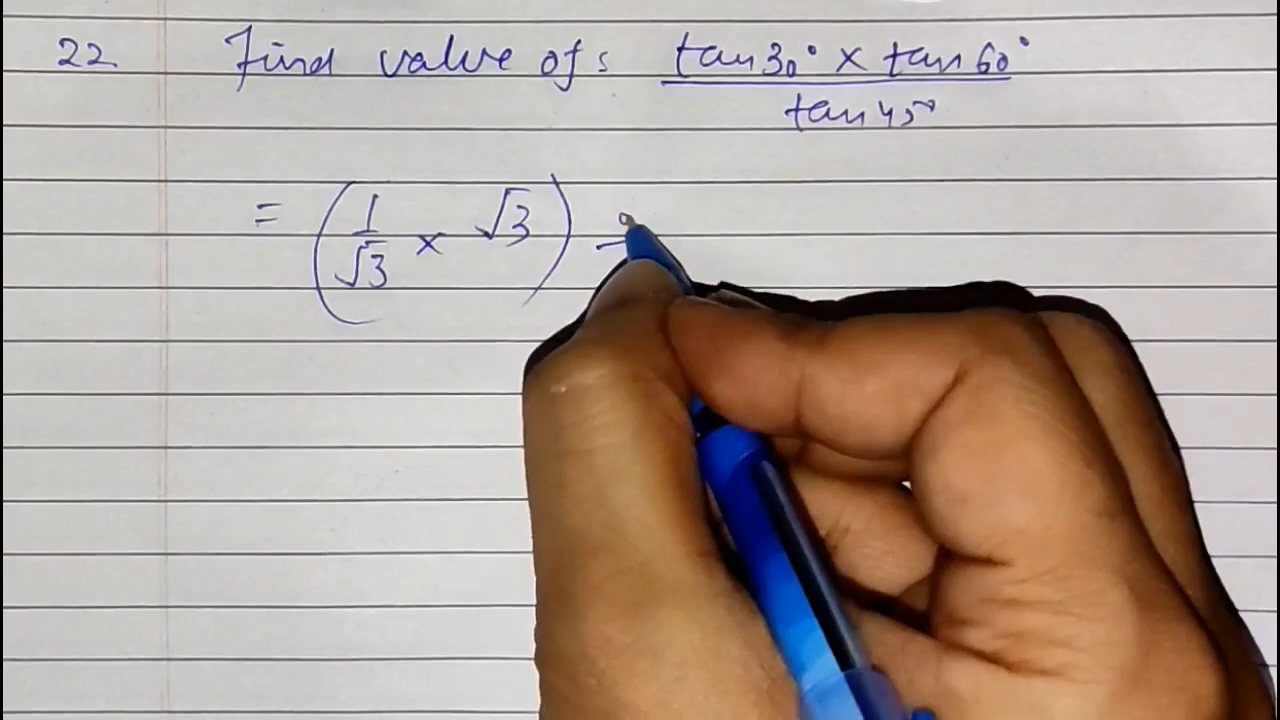 22. Find value of : tan30° × tan60° / tan45°
= (1/√3 × √3) ÷